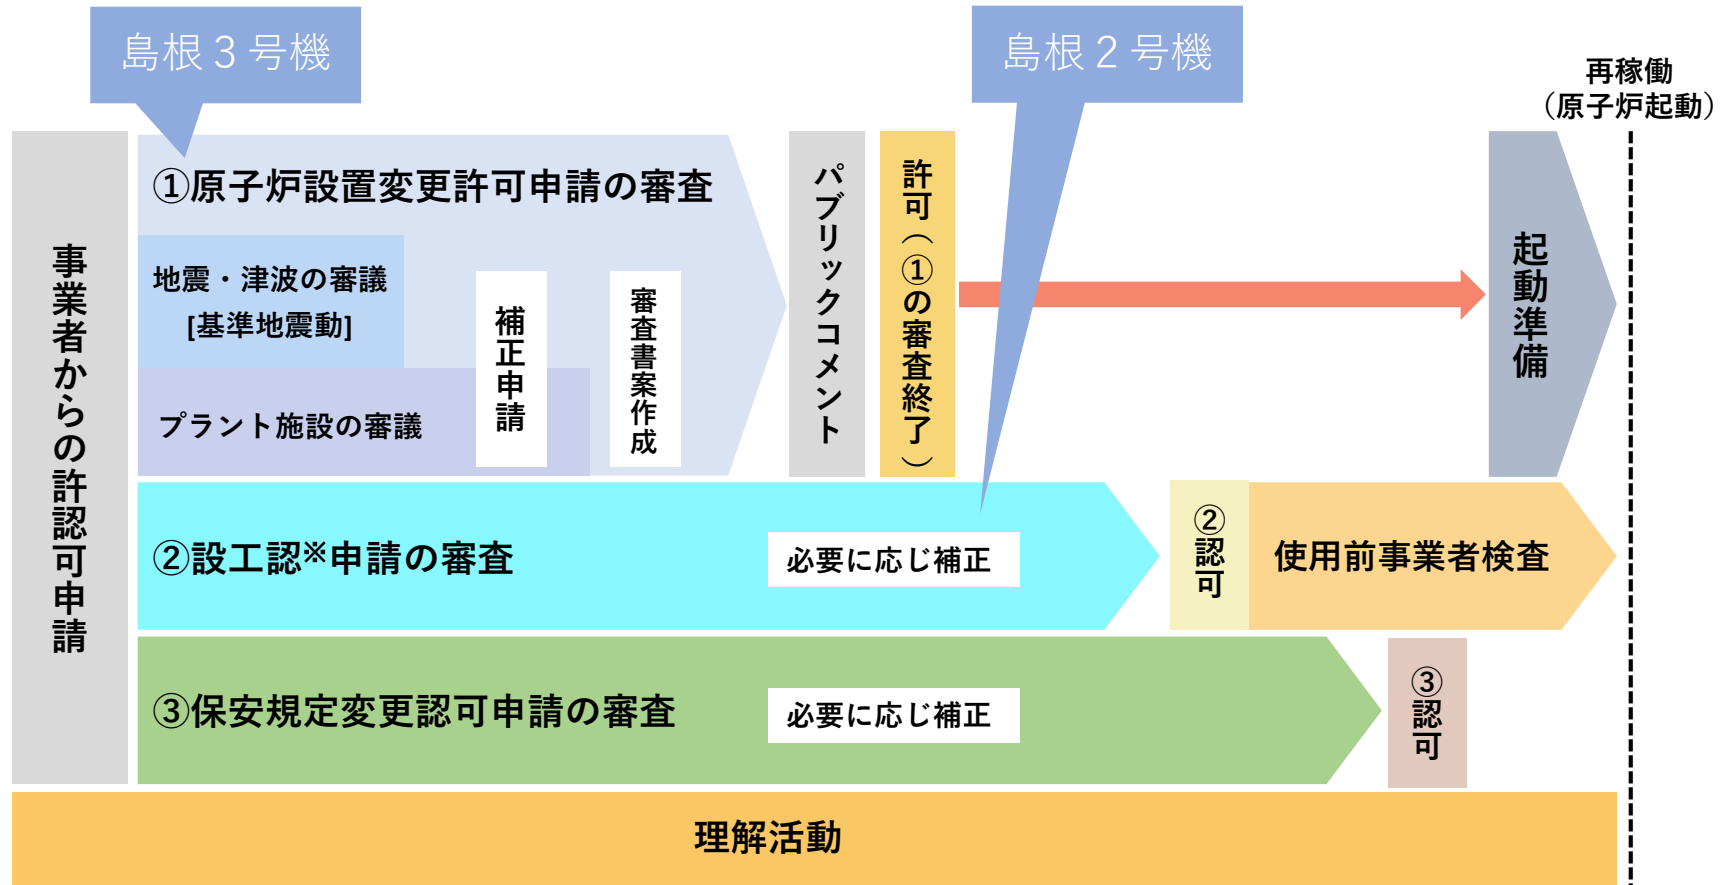 島根３号機
島根２号機
再稼働
（原子炉起動）
事業者からの許認可申請
①原子炉設置変更許可申請の審査
地震・津波の審議
[基準地震動]
プラント施設の審議
補正申請
審査書案作成
パブリックコメント
許可（①の審査終了）
起動準備
②設工認※申請の審査
必要に応じ補正
②認可
使用前事業者検査
③保安規定変更認可申請の審査
必要に応じ補正
③認可
理解活動